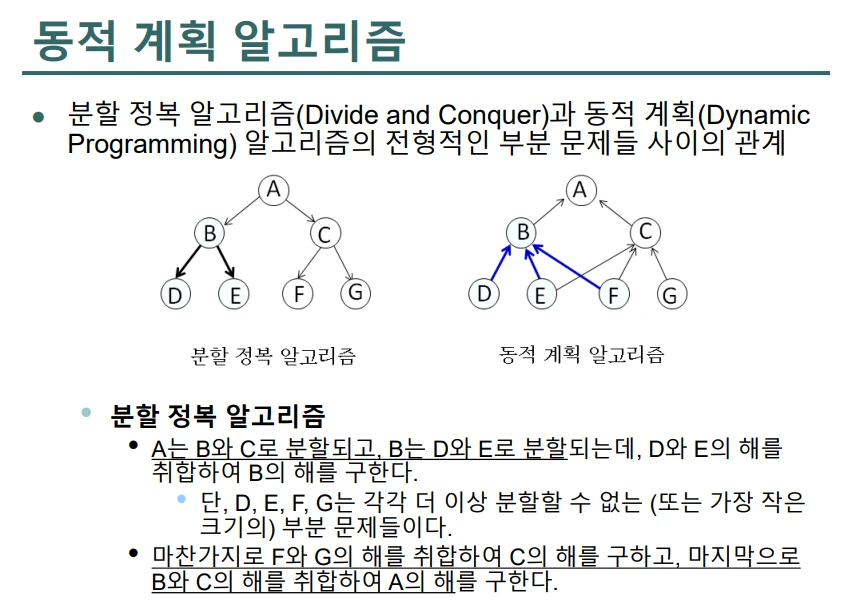 동적 계획 알고리즘
분할 정복 알고리즘(Divide and Conquer)과 동적 계획(Dynamic
Programming) 알고리즘의 전형적인 부분 문제들 사이의 관계
A
B C
D E F G
분할 정복 알고리즘
A
B C
D E F G
동적 계획 알고리즘
분할 정복 알고리즘
A는 B와 C로 분할되고, B는 D와 E로 분할되는데, D와 E의 해를
취합하여 B의 해를 구한다.
단, D, E, F, G는 각각 더 이상 분할할 수 없는 (또는 가장 작은
크기의) 부분 문제들이다.
마찬가지로 F와 G의 해를 취합하여 C의 해를 구하고, 마지막으로
B와 C의 해를 취합하여 A의 해를 구한다.